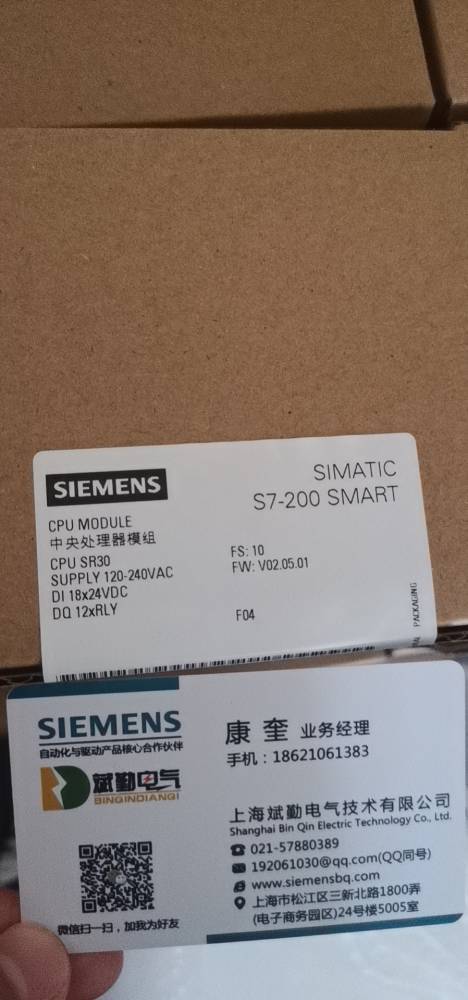 SIEMENS
SIMATIC
S7-200 SMART
CPU MODULE
中央处理器模组
CPU SR30
SUPPLY 120-240VAC
DI 18x24VDC
DQ 12xRLY
FS: 10
FW: V02.05.01
F04
PACKAGING
SIEMENS
自动化与驱动产品核心合作伙伴
斌勤电气
BINGINDIANGI
微信扫一扫，加我为好友
康 奎 业务经理
手机：18621061383
上海斌勤电气技术有限公司
Shanghai Bin Qin Electric Technology Co., Ltd.
021-57880389
192061030@qq.com(QQ同号)
www.siemensbq.com
上海市松江区三新北路1800弄
(电子商务园区)24号楼5005室